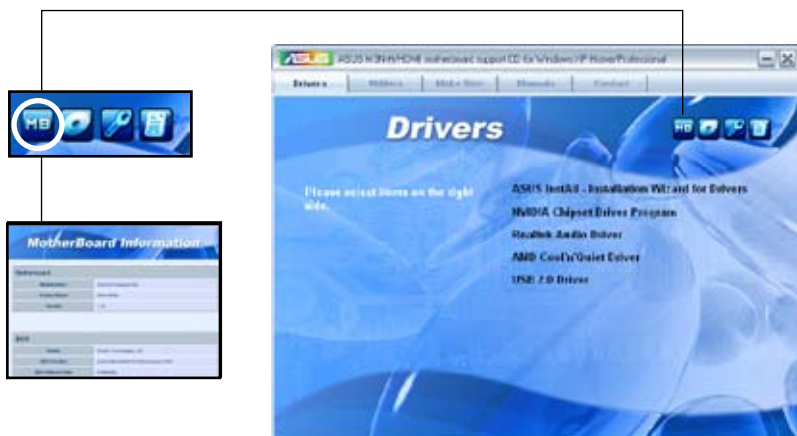 ASUS M3N-H/HDMI motherboard support CD for Windows XP Home/Professional
Drivers Utilities Make Disk Manuals Contact
Drivers
MB
MB
Please select items on the right
side.
ASUS InstAll - Installation Wizard for Drivers
NVIDIA Chipset Driver Program
Realtek Audio Driver
AMD Cool'n'Quiet Driver
USB 2.0 Driver
MotherBoard Information
Motherboard
BIOS